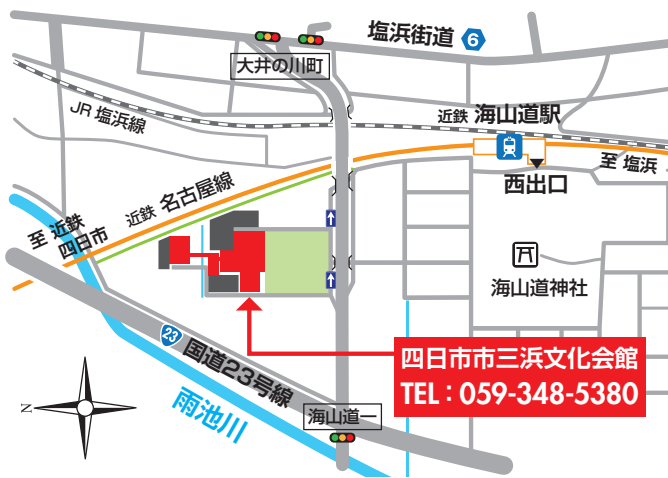 塩浜街道 6
大井の川町
JR 塩浜線
近鉄 海山道駅
至 塩浜
西出口
近鉄 名古屋線
至 近鉄
四日市
海山道神社
23 国道23号線
四日市市三浜文化会館
TEL：059-348-5380
雨池川
海山道一
N